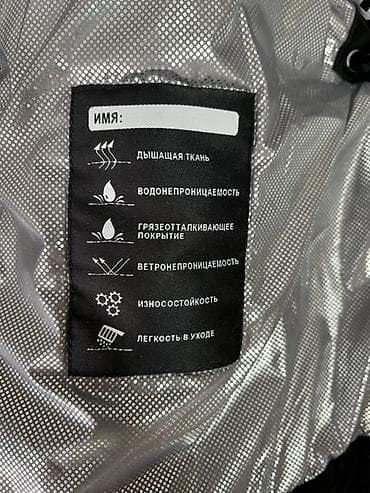 ИМЯ:
ДЫШАЩАЯ ТКАНЬ
ВОДОНЕПРОНИЦАЕМОСТЬ
ГРЯЗЕОТТАЛКИВАЮЩЕЕ
ПОКРЫТИЕ
ВЕТРОНЕПРОНИЦАЕМОСТЬ
ИЗНОСОСТОЙКОСТЬ
ЛЕГКОСТЬ В УХОДЕ